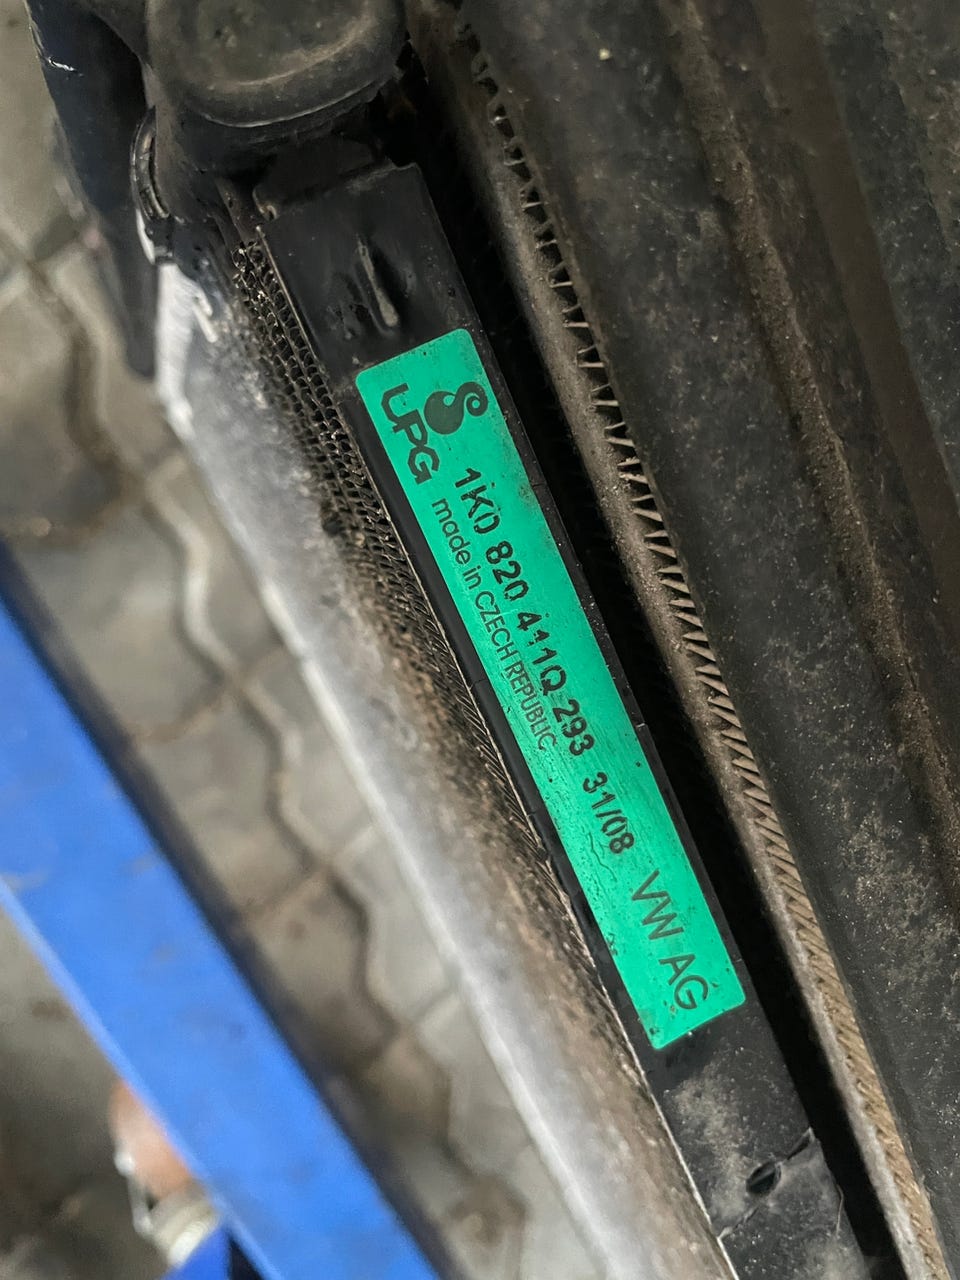 UPG
1K0 820 411Q 293 31/08 VW AG
made in CZECH REPUBLIC